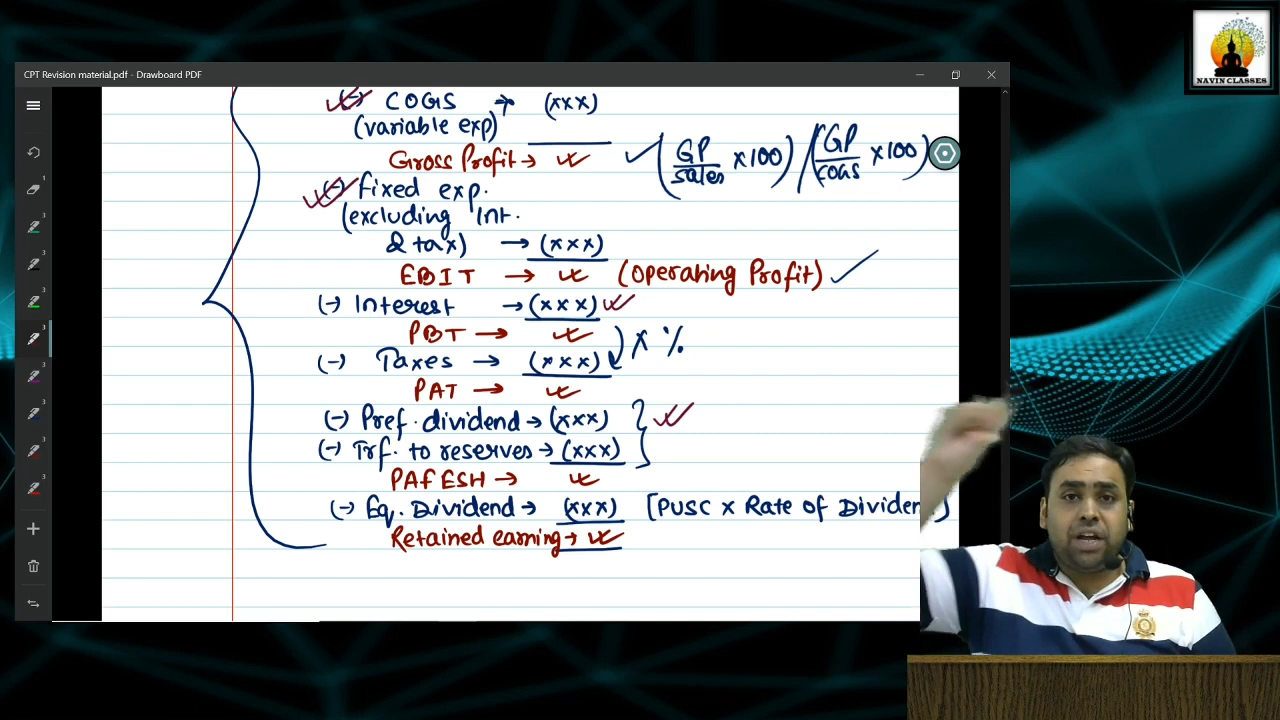 CPT Revision material.pdf - Drawboard PDF
NAVIN CLASSES
(-) COGS → (xxx)
(variable exp)
Gross Profit → ✓ ✓ (GP/sales x100) / (GP/COGS x100)
(-) Fixed exp.
(excluding Int.
& tax) → (xxx)
EBIT → ✓ (Operating Profit) ✓
(-) Interest → (xxx) ✓
PBT → ✓
(-) Taxes → (xxx) x %
PAT → ✓
(-) Pref. dividend → (xxx) ✓
(-) Trf. to reserves → (xxx)
PAFESH → ✓
(-) Eq. Dividend → (xxx) [PUSC x Rate of Dividen
Retained earning → ✓